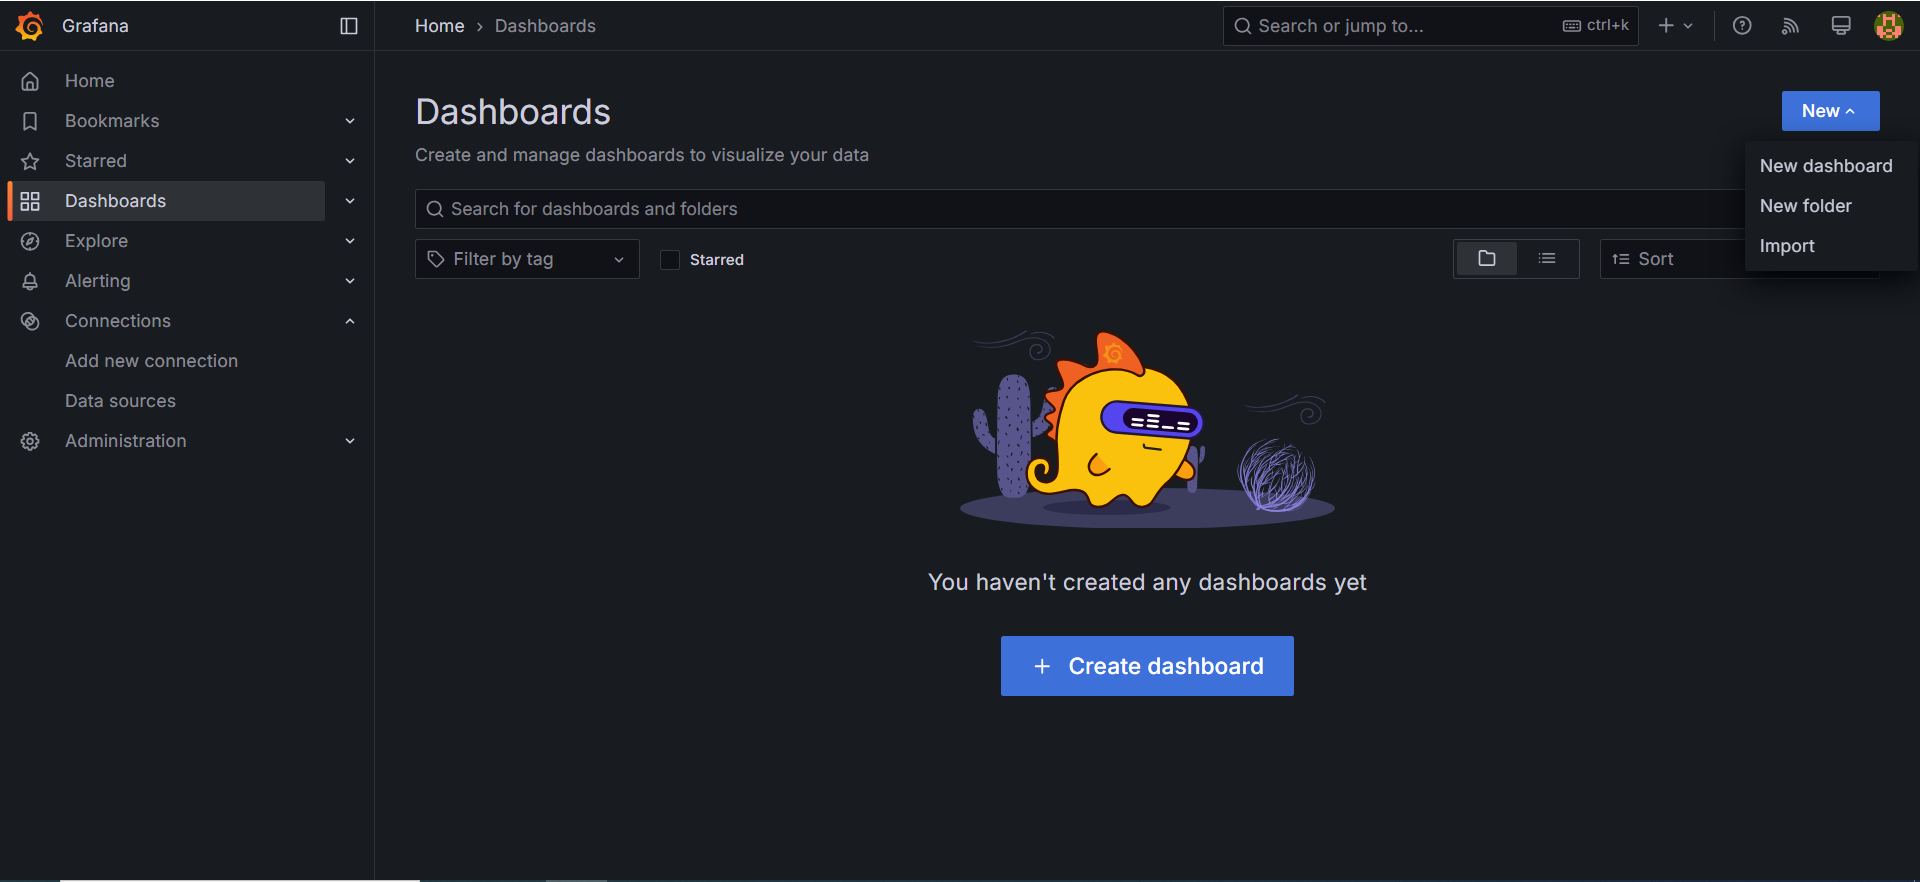 Grafana
Home > Dashboards
Search or jump to...
ctrl+k
Home
Bookmarks
Starred
Dashboards
Explore
Alerting
Connections
Add new connection
Data sources
Administration
Dashboards
Create and manage dashboards to visualize your data
New
New dashboard
New folder
Import
Search for dashboards and folders
Filter by tag
Starred
Sort
You haven't created any dashboards yet
+ Create dashboard